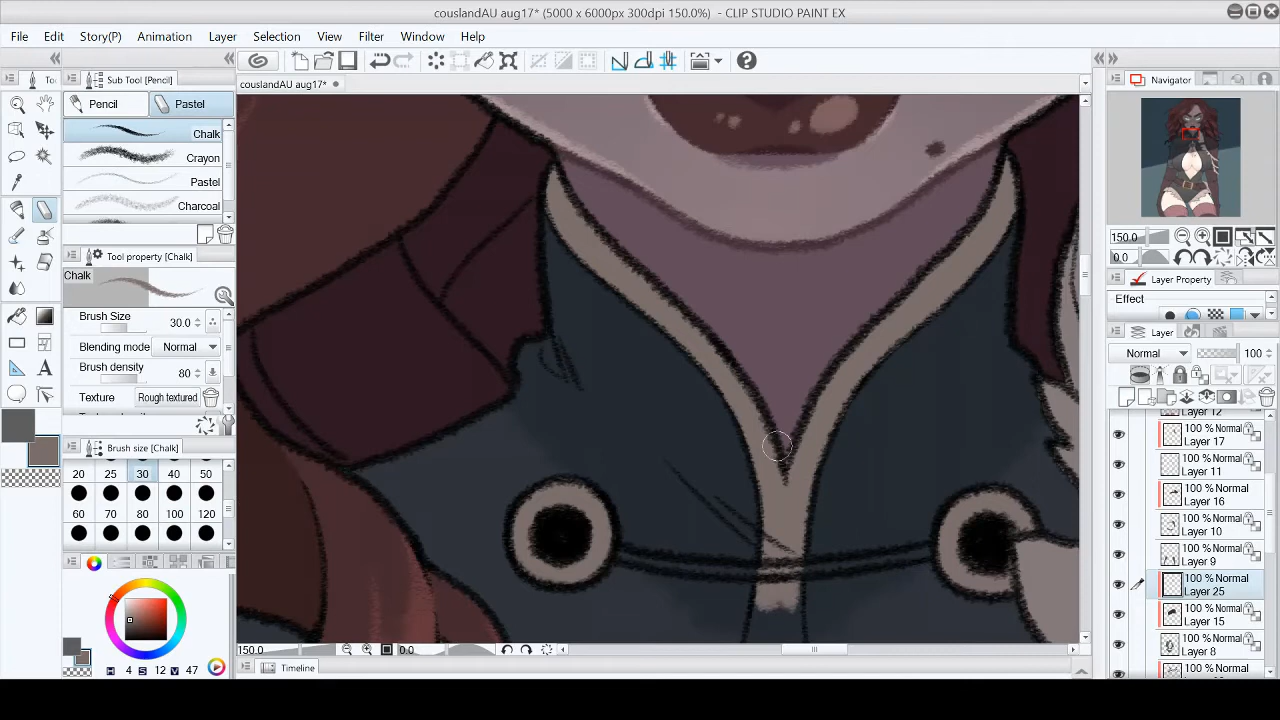 couslandAU aug17* (5000 x 6000px 300dpi 150.0%)  - CLIP STUDIO PAINT EX
File Edit Story(P) Animation Layer Selection View Filter Window Help
Sub Tool [Pencil]
couslandAU aug17*
Navigator
Pencil Pastel
Chalk
Crayon
Pastel
Charcoal
Tool property [Chalk]
Chalk
Brush Size 30.0
Blending mode Normal
Brush density 80
Texture Rough textured
Brush size [Chalk]
20 25 30 40 50
60 70 80 100 120
H 4 S 12 V 47
150.0 0.0
Timeline
150.0
0.0
Layer Property
Effect
Layer
Normal 100
Layer 12
100 % Normal
Layer 17
100 % Normal
Layer 11
100 % Normal
Layer 16
100 % Normal
Layer 10
100 % Normal
Layer 9
100 % Normal
Layer 25
100 % Normal
Layer 15
100 % Normal
Layer 8
100 % Normal